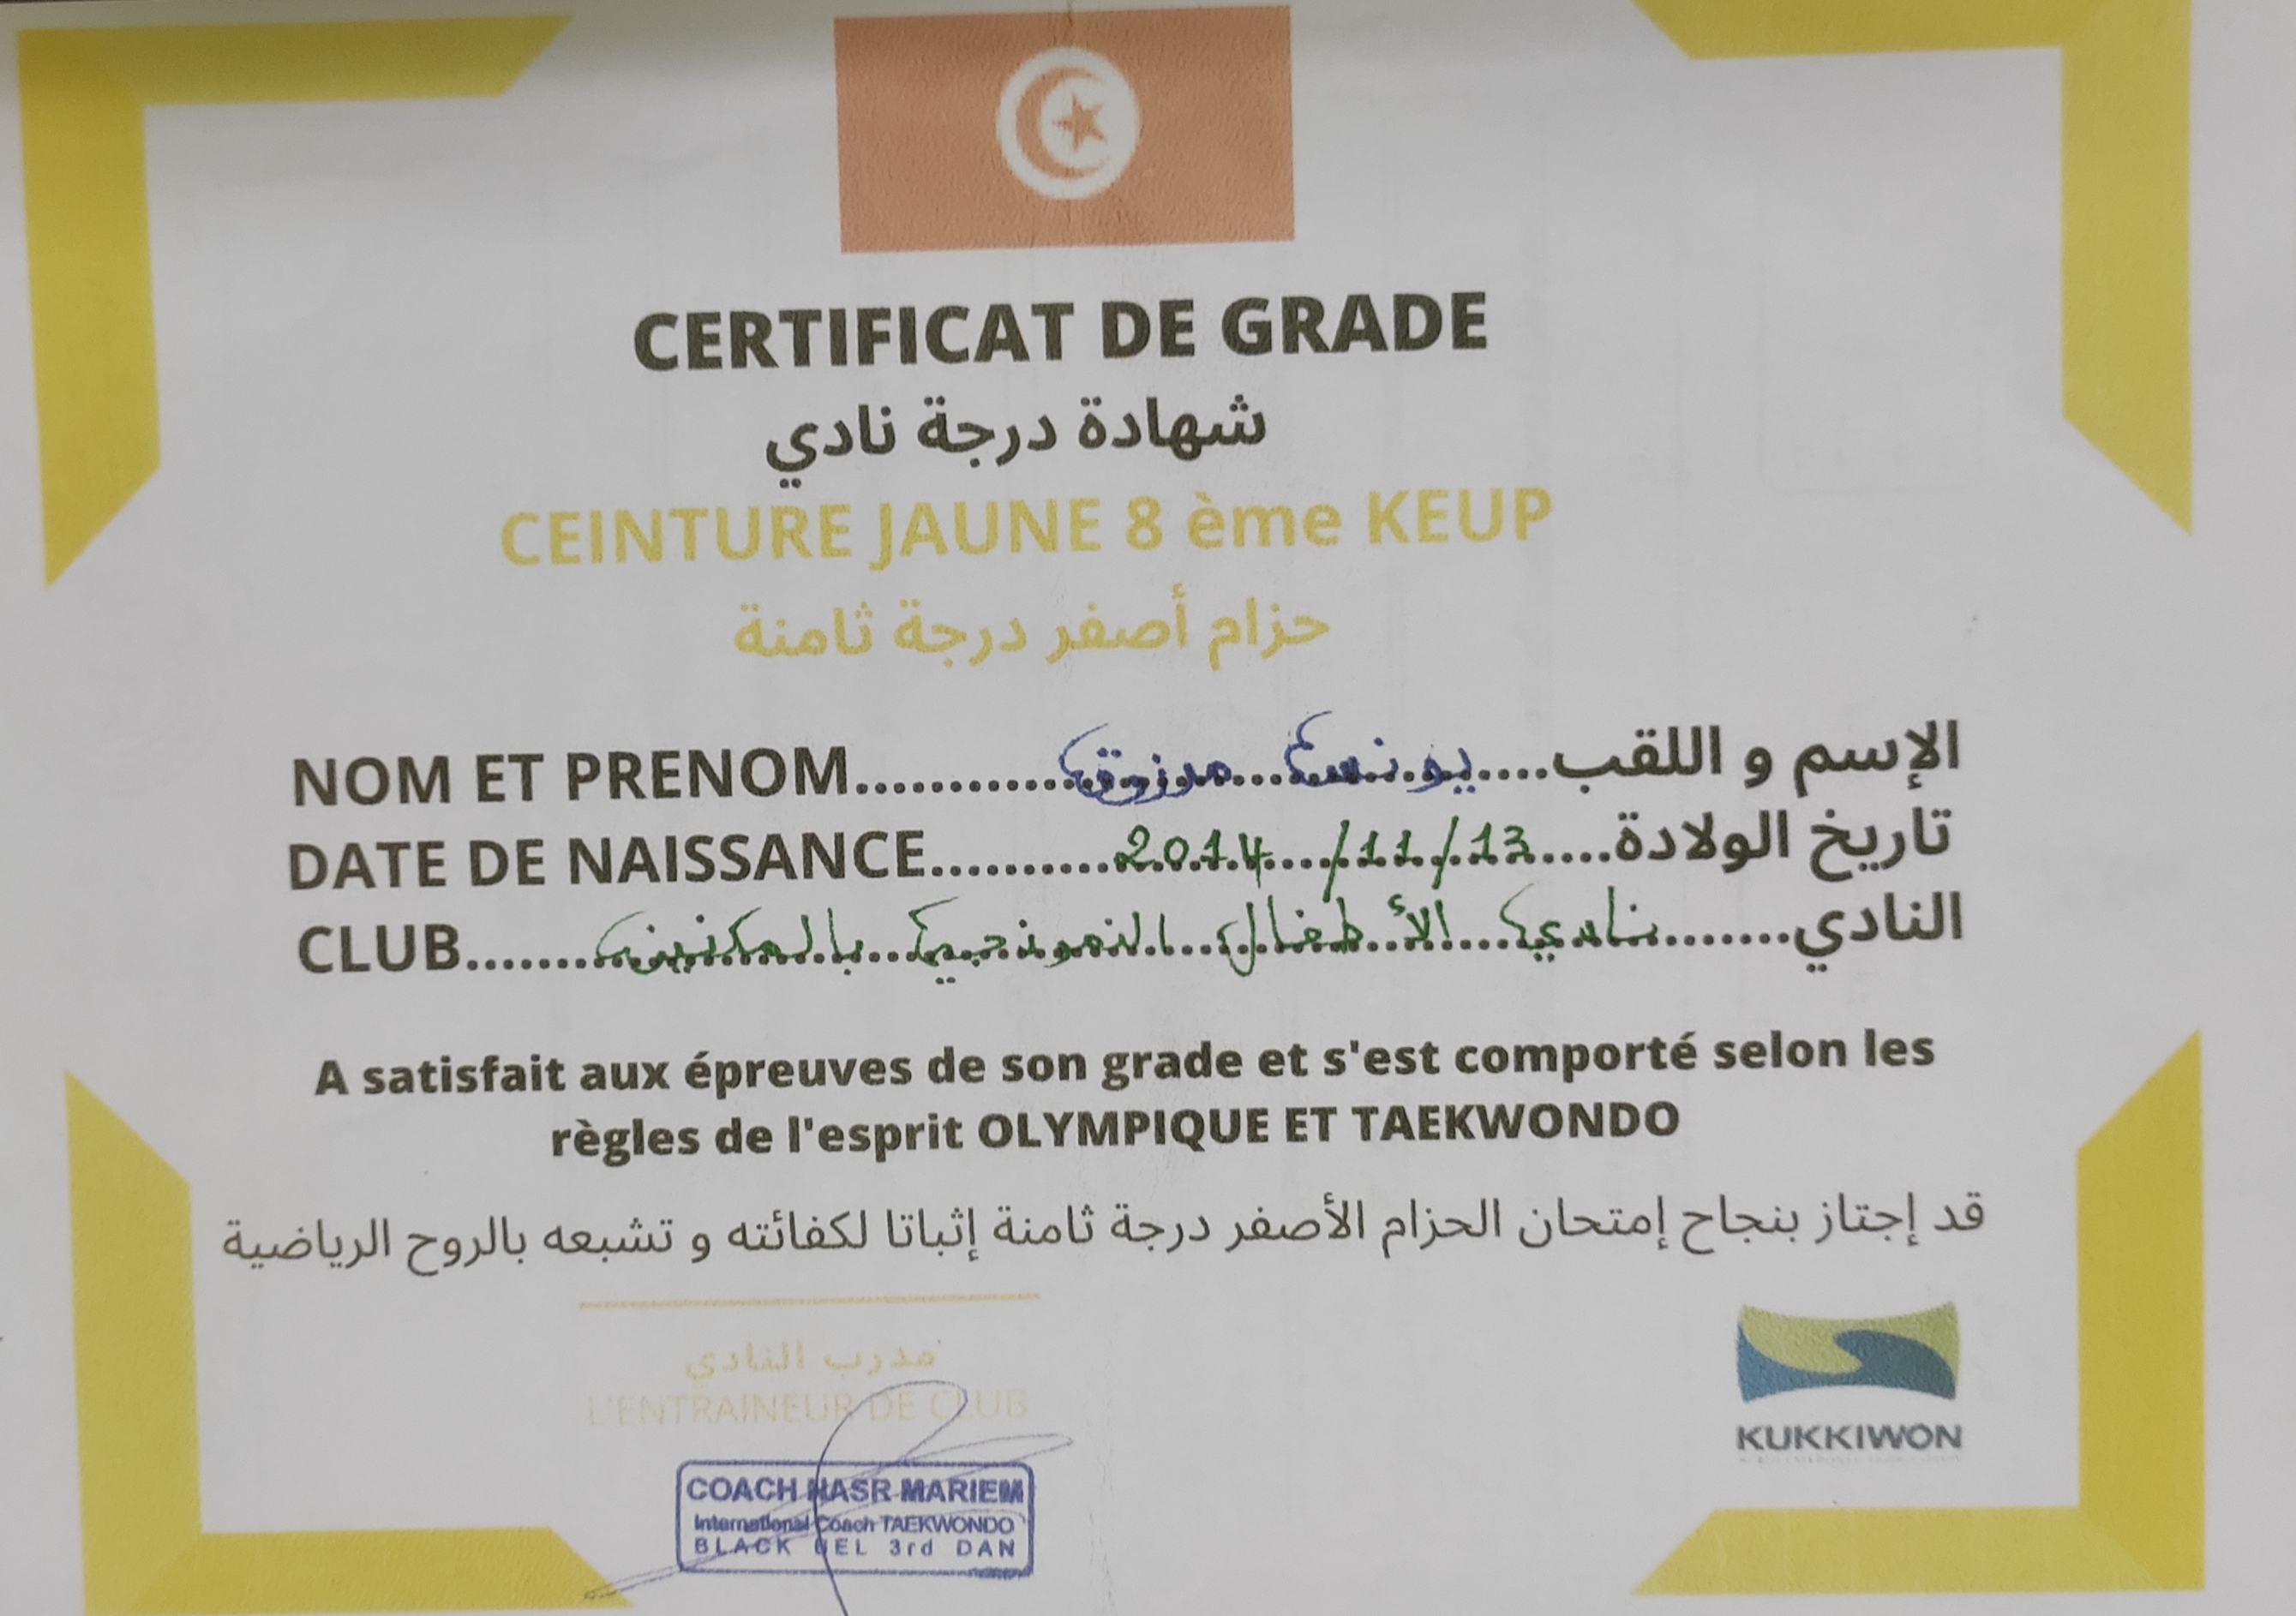 CERTIFICAT DE GRADE
شهادة درجة نادي
CEINTURE JAUNE 8 ème KEUP
حزام أصفر درجة ثامنة
NOM ET PRENOM............يونس مرزوق....الإسم و اللقب
DATE DE NAISSANCE..........2014/11/13....تاريخ الولادة
CLUB.......نادي الأطفال النموذجي بالمكنين.......النادي
A satisfait aux épreuves de son grade et s'est comporté selon les
règles de l'esprit OLYMPIQUE ET TAEKWONDO
قد إجتاز بنجاح إمتحان الحزام الأصفر درجة ثامنة إثباتا لكفائته و تشبعه بالروح الرياضية
مدرب النادي
L'ENTRAINEUR DE CLUB
COACH NASR MARIEM
International Coach TAEKWONDO
BLACK BEL 3rd DAN
KUKKIWON